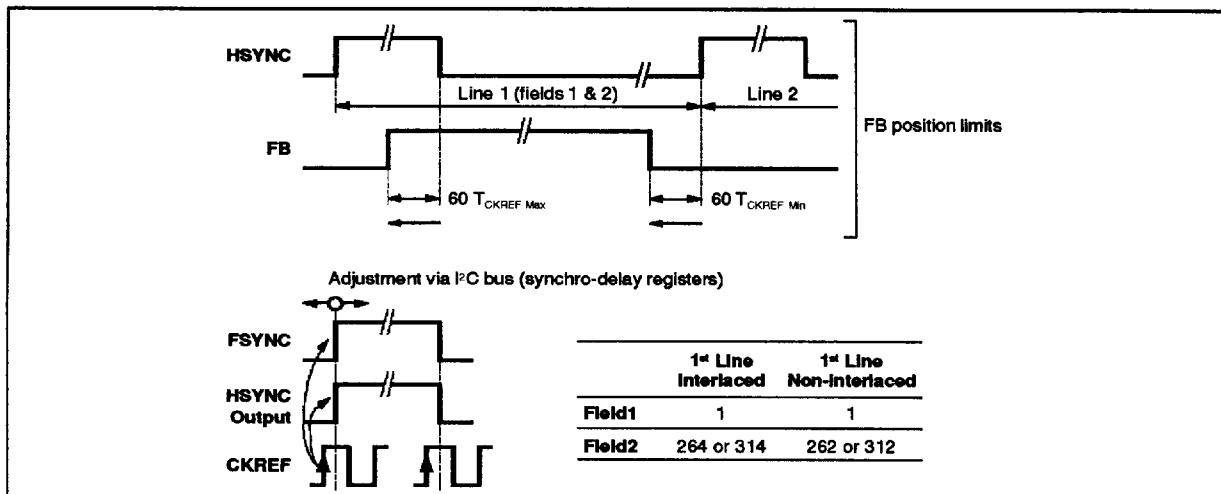 HSYNC
Line 1 (fields 1 & 2)
Line 2
FB position limits
FB
60 TCKREF Max
60 TCKREF Min
Adjustment via I²C bus (synchro-delay registers)
FSYNC
HSYNC
Output
CKREF
1st Line Interlaced
1st Line Non-interlaced
Field1 1 1
Field2 264 or 314 262 or 312